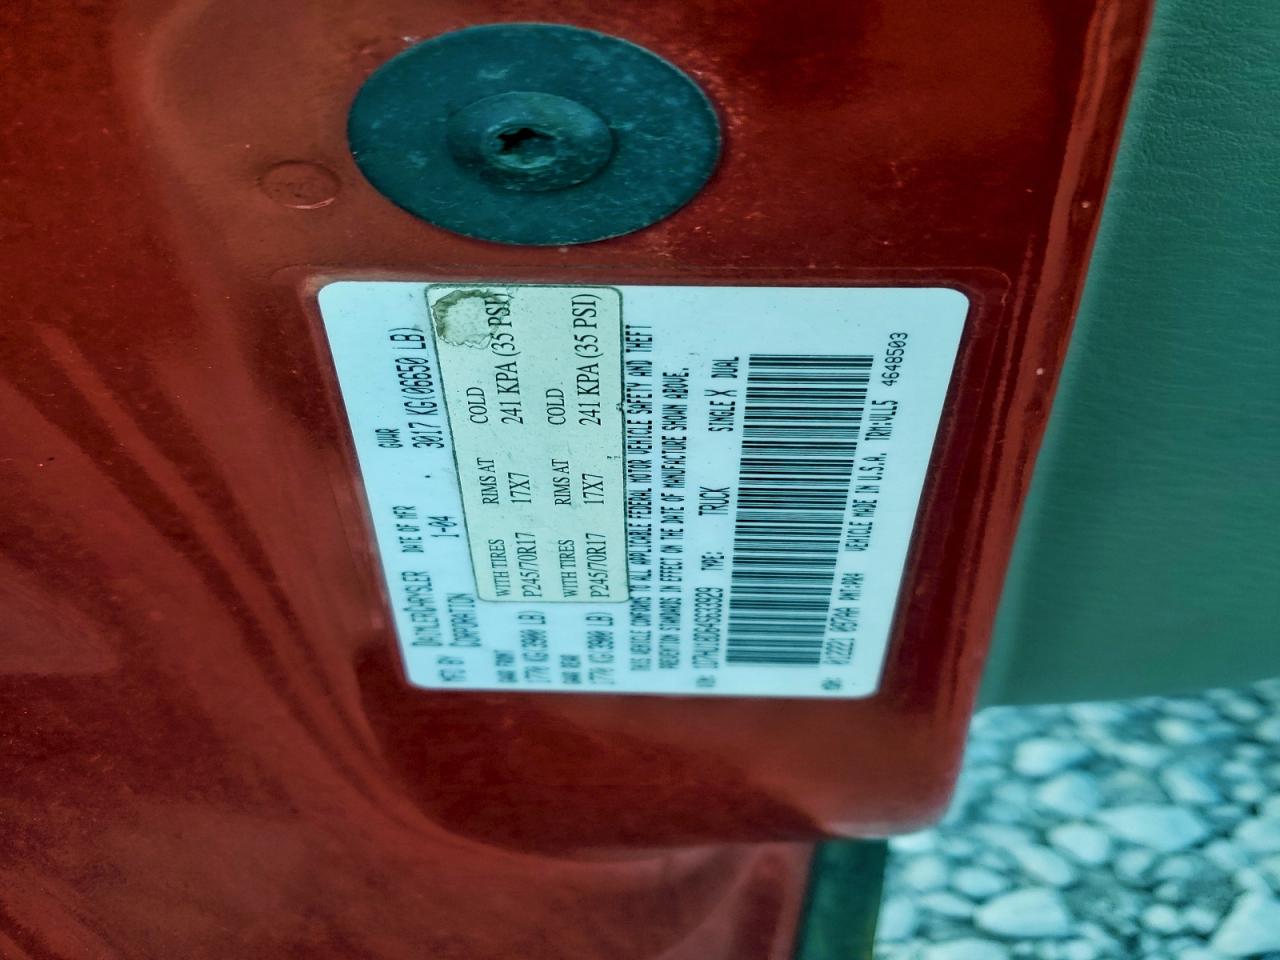 MFD BY DAIMLERCHRYSLER CORPORATION
DATE OF MFR 1-04
GVWR 3017 KG(06650 LB)
GAWR FRONT 1770 KG(3900 LB)
WITH TIRES P245/70R17
RIMS AT 17X7
COLD 241 KPA (35 PSI)
GAWR REAR 1770 KG(3900 LB)
WITH TIRES P245/70R17
RIMS AT 17X7
COLD 241 KPA (35 PSI)
THIS VEHICLE CONFORMS TO ALL APPLICABLE FEDERAL MOTOR VEHICLE SAFETY AND THEFT
PREVENTION STANDARDS IN EFFECT ON THE DATE OF MANUFACTURE SHOWN ABOVE.
TYPE: TRUCK SINGLE X DUAL
VEHICLE MADE IN U.S.A. TRM:VLL5 4648503